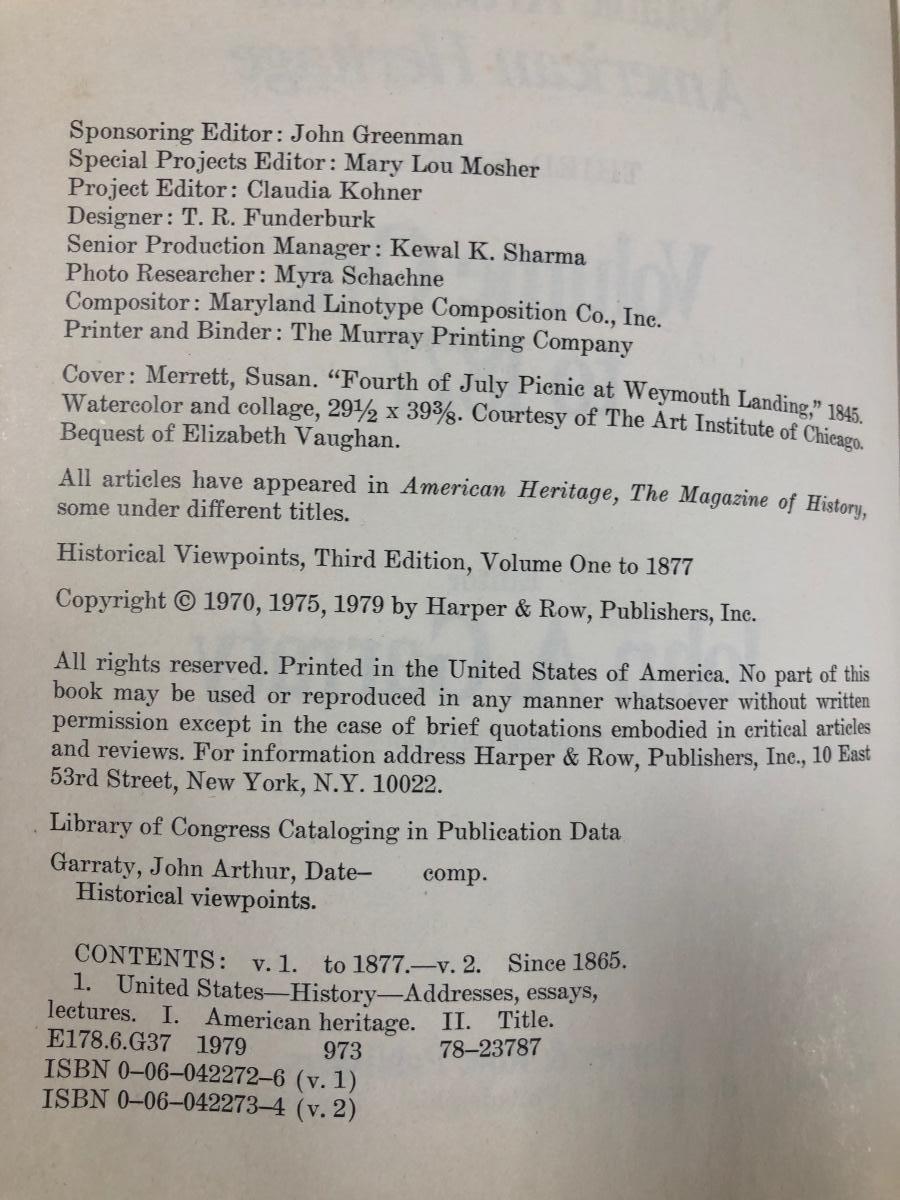 Sponsoring Editor: John Greenman
Special Projects Editor: Mary Lou Mosher
Project Editor: Claudia Kohner
Designer: T. R. Funderburk
Senior Production Manager: Kewal K. Sharma
Photo Researcher: Myra Schachne
Compositor: Maryland Linotype Composition Co., Inc.
Printer and Binder: The Murray Printing Company
Cover: Merrett, Susan. “Fourth of July Picnic at Weymouth Landing,” 1845.
Watercolor and collage, 29½ x 39⅜. Courtesy of The Art Institute of Chicago.
Bequest of Elizabeth Vaughan.
All articles have appeared in American Heritage, The Magazine of History,
some under different titles.
Historical Viewpoints, Third Edition, Volume One to 1877
Copyright © 1970, 1975, 1979 by Harper & Row, Publishers, Inc.
All rights reserved. Printed in the United States of America. No part of this
book may be used or reproduced in any manner whatsoever without written
permission except in the case of brief quotations embodied in critical articles
and reviews. For information address Harper & Row, Publishers, Inc., 10 East
53rd Street, New York, N.Y. 10022.
Library of Congress Cataloging in Publication Data
Garraty, John Arthur, Date– comp.
Historical viewpoints.
CONTENTS: v. 1. to 1877.—v. 2. Since 1865.
1. United States—History—Addresses, essays,
lectures. I. American heritage. II. Title.
E178.6.G37 1979 973 78–23787
ISBN 0–06–042272–6 (v. 1)
ISBN 0–06–042273–4 (v. 2)